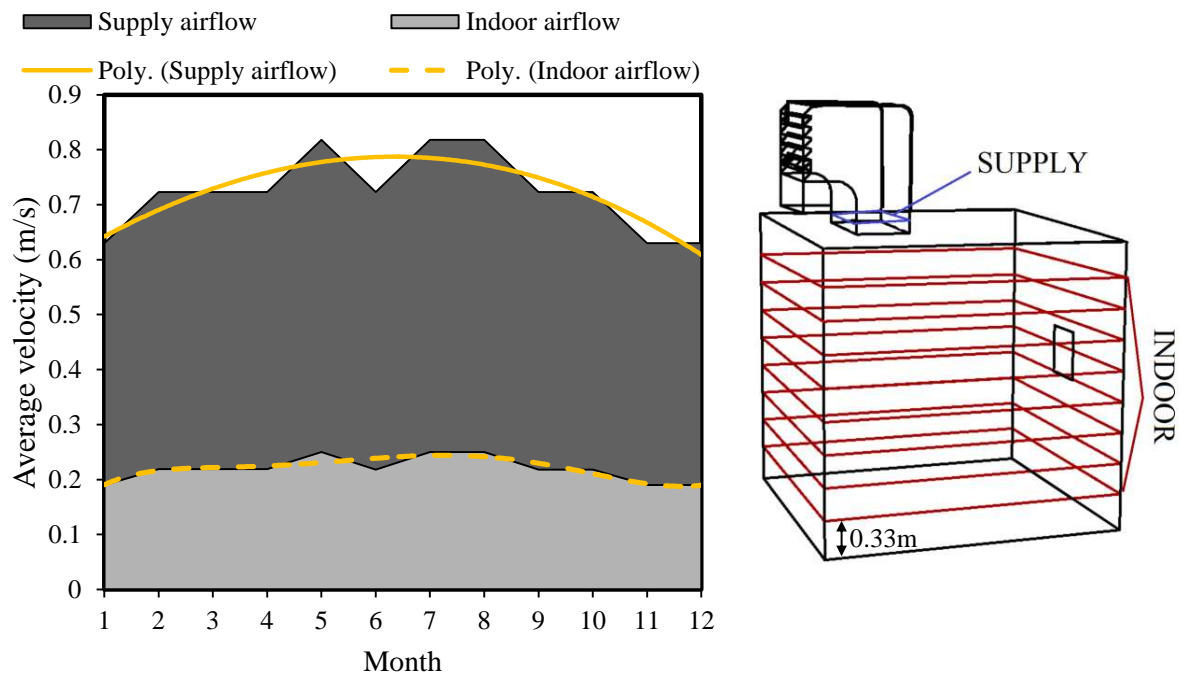 Supply airflow
Indoor airflow
Poly. (Supply airflow)
Poly. (Indoor airflow)
Average velocity (m/s)
0.9
0.8
0.7
0.6
0.5
0.4
0.3
0.2
0.1
0
1 2 3 4 5 6 7 8 9 10 11 12
Month
SUPPLY
INDOOR
0.33m